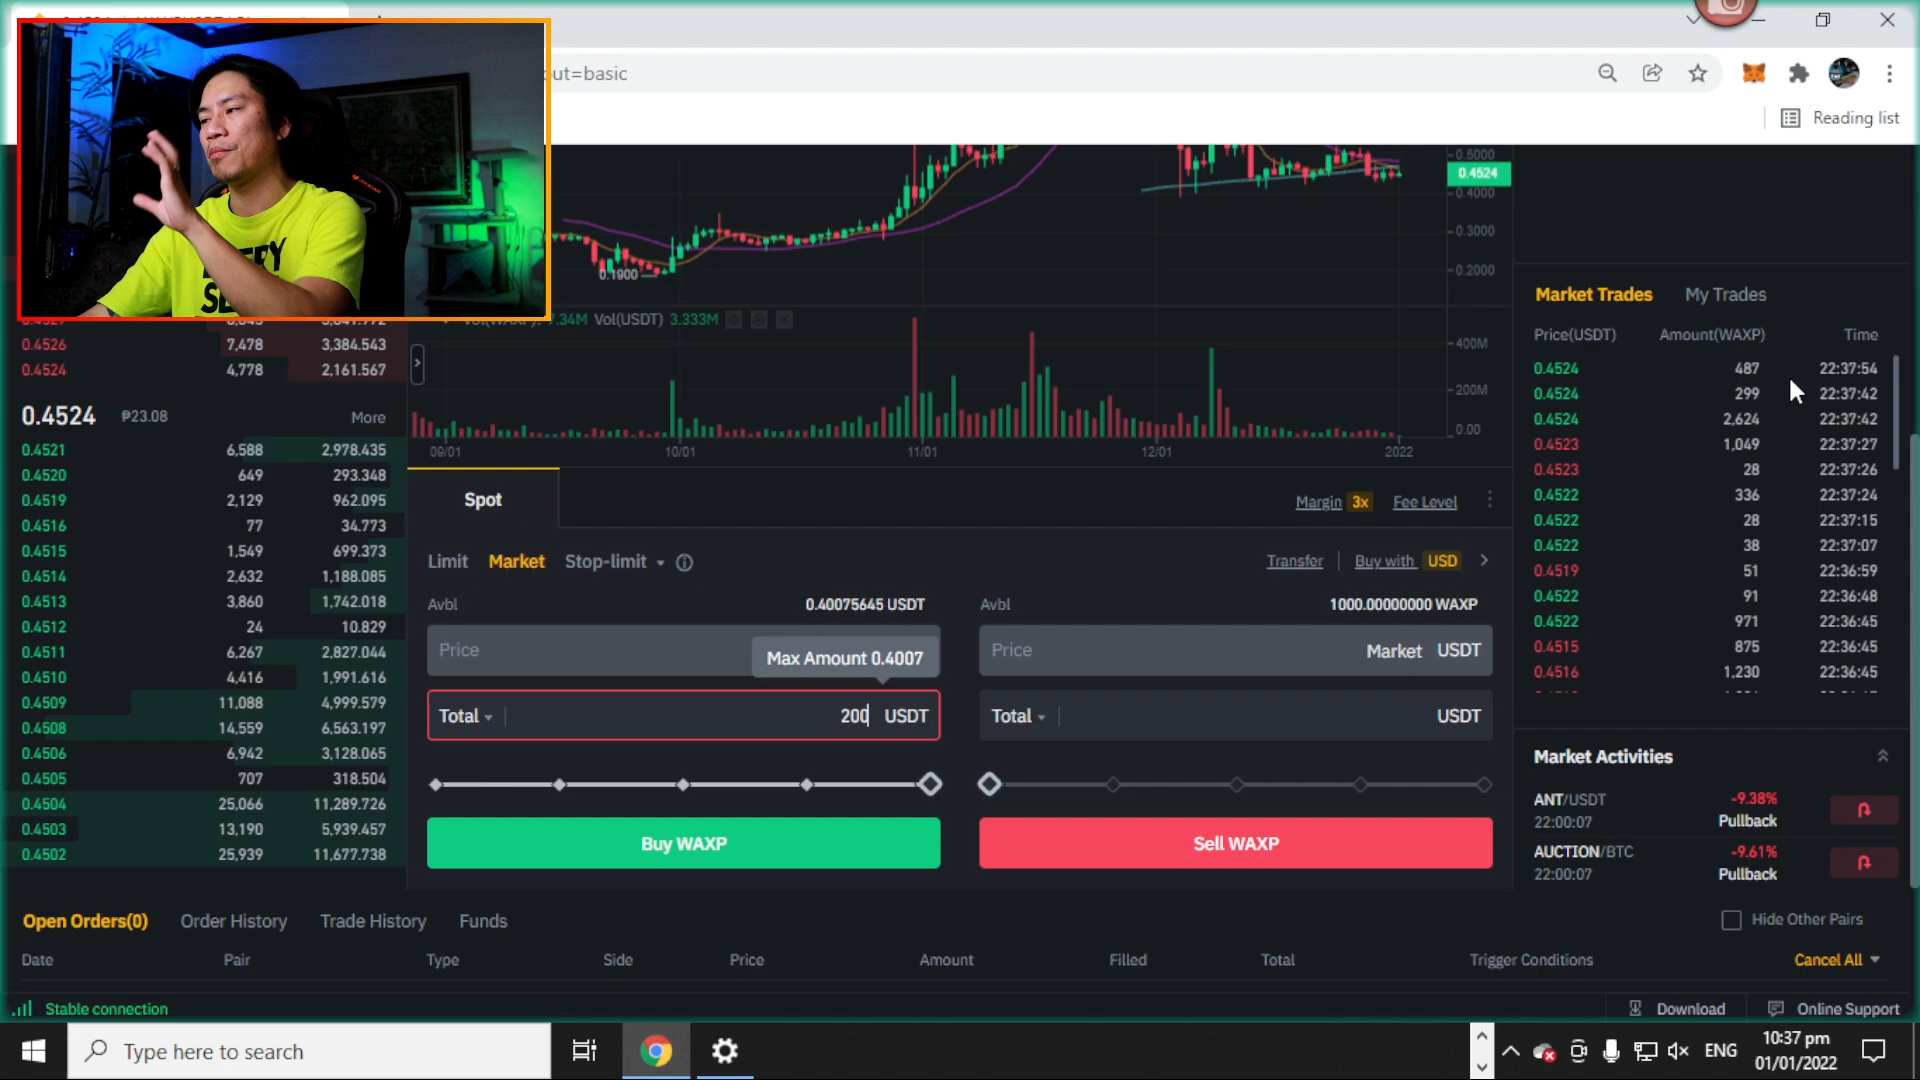 out=basic
Reading list
0.5000
0.4524
0.4000
0.3000
0.2000
0.1900
7.34M Vol(USDT) 3.333M
400M
200M
0.00
09/01 10/01 11/01 12/01 2022
0.4526 7,478 3,384.543
0.4524 4,778 2,161.567
0.4524 ₱23.08 More
0.4521 6,588 2,978.435
0.4520 649 293.348
0.4519 2,129 962.095
0.4516 77 34.773
0.4515 1,549 699.373
0.4514 2,632 1,188.085
0.4513 3,860 1,742.018
0.4512 24 10.829
0.4511 6,267 2,827.044
0.4510 4,416 1,991.616
0.4509 11,088 4,999.579
0.4508 14,559 6,563.197
0.4506 6,942 3,128.065
0.4505 707 318.504
0.4504 25,066 11,289.726
0.4503 13,190 5,939.457
0.4502 25,939 11,677.738
Spot
Margin 3x Fee Level
Limit Market Stop-limit
Transfer Buy with USD
Avbl 0.40075645 USDT
Price
Max Amount 0.4007
Total 200 USDT
Buy WAXP
Avbl 1000.00000000 WAXP
Price Market USDT
Total USDT
Sell WAXP
Market Trades My Trades
Price(USDT) Amount(WAXP) Time
0.4524 487 22:37:54
0.4524 299 22:37:42
0.4524 2,624 22:37:42
0.4523 1,049 22:37:27
0.4523 28 22:37:26
0.4522 336 22:37:24
0.4522 28 22:37:15
0.4522 38 22:37:07
0.4519 51 22:36:59
0.4522 91 22:36:48
0.4522 971 22:36:45
0.4515 875 22:36:45
0.4516 1,230 22:36:45
Market Activities
ANT/USDT -9.38%
22:00:07 Pullback
AUCTION/BTC -9.61%
22:00:07 Pullback
Open Orders(0) Order History Trade History Funds
Hide Other Pairs
Date Pair Type Side Price Amount Filled Total Trigger Conditions Cancel All
Stable connection
Download Online Support
Type here to search
ENG
10:37 pm
01/01/2022